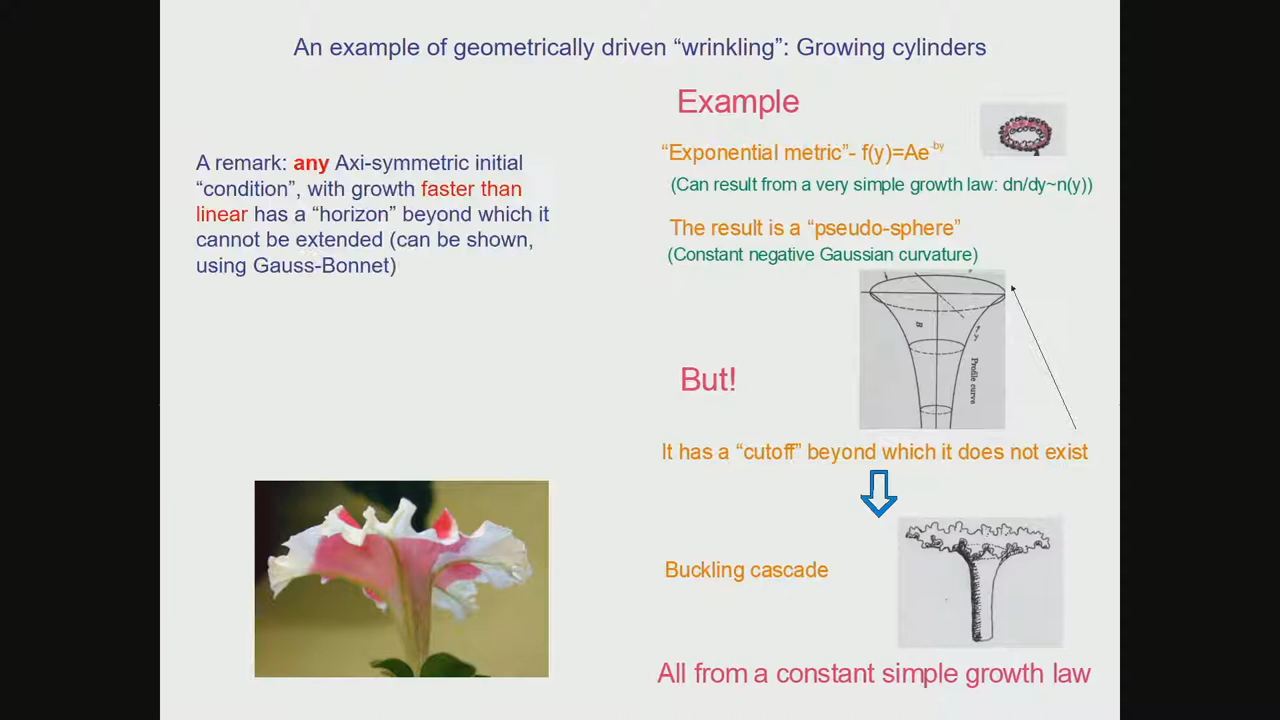 An example of geometrically driven “wrinkling”: Growing cylinders
A remark: any Axi-symmetric initial
“condition”, with growth faster than
linear has a “horizon” beyond which it
cannot be extended (can be shown,
using Gauss-Bonnet)
Example
“Exponential metric”- f(y)=Ae-by
(Can result from a very simple growth law: dn/dy~n(y))
The result is a “pseudo-sphere”
(Constant negative Gaussian curvature)
B
Profile curve
But!
It has a “cutoff” beyond which it does not exist
Buckling cascade
All from a constant simple growth law